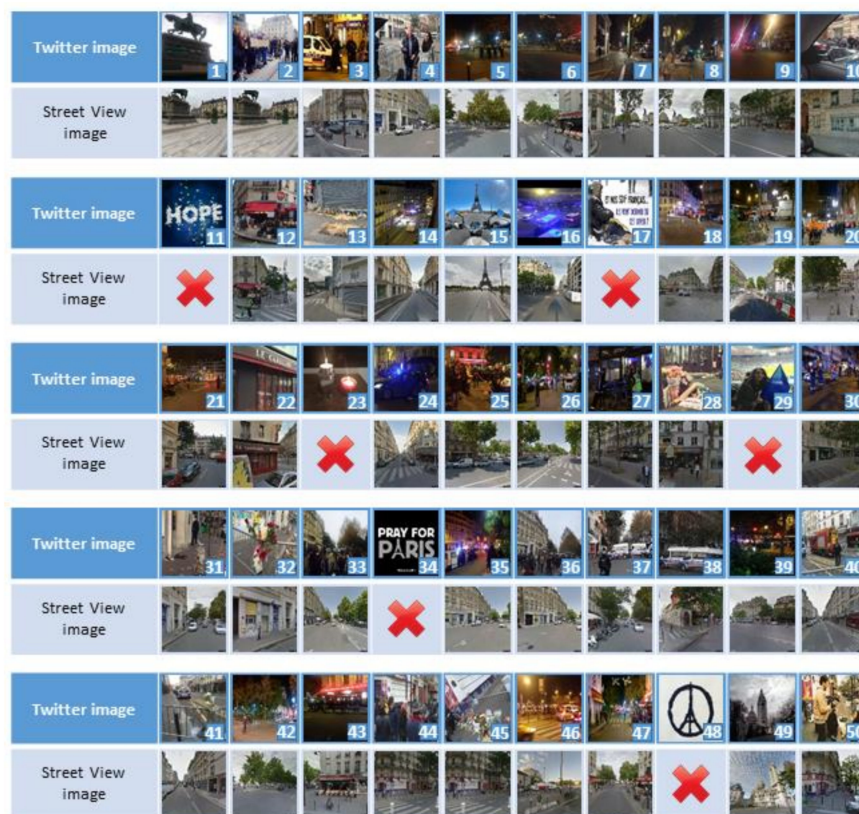 Twitter image
1 2 3 4 5 6 7 8 9 10
Street View
image
Twitter image
HOPE
ET NOS SDF FRANÇAIS...
11 12 13 14 15 16 17 18 19 20
Street View
image
Twitter image
21 22 23 24 25 26 27 28 29 30
Street View
image
Twitter image
PRAY FOR
PARIS
31 32 33 34 35 36 37 38 39 40
Street View
image
Twitter image
41 42 43 44 45 46 47 48 49 50
Street View
image